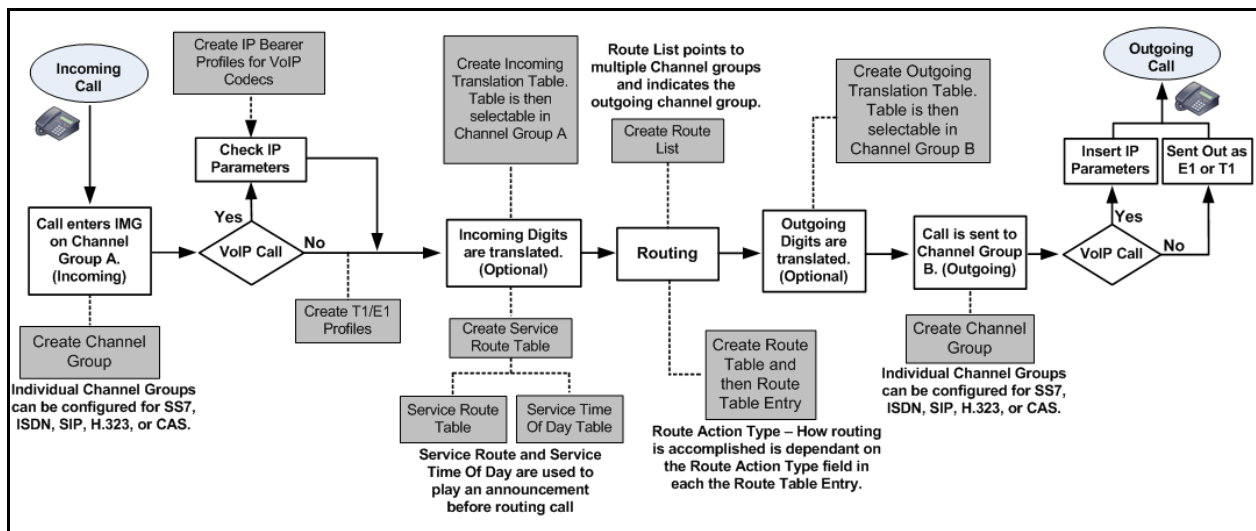 Incoming
Call
Create IP Bearer
Profiles for VoIP
Codecs
Check IP
Parameters
Call enters IMG
on Channel
Group A.
(Incoming)
Yes
VoIP Call
No
Create T1/E1
Profiles
Create Channel
Group
Individual Channel Groups
can be configured for SS7,
ISDN, SIP, H.323, or CAS.
Create Incoming
Translation Table.
Table is then
selectable in
Channel Group A
Incoming Digits
are translated.
(Optional)
Create Service
Route Table
Service Route
Table
Service Time
Of Day Table
Service Route and Service
Time Of Day are used to
play an announcement
before routing call
Route List points to
multiple Channel groups
and indicates the
outgoing channel group.
Create Route
List
Routing
Create Route
Table and
then Route
Table Entry
Route Action Type – How routing
is accomplished is dependant on
the Route Action Type field in
each the Route Table Entry.
Create Outgoing
Translation Table.
Table is then
selectable in
Channel Group B
Outgoing
Digits are
translated.
(Optional)
Call is sent to
Channel Group
B. (Outgoing)
Create Channel
Group
Individual Channel Groups
can be configured for SS7,
ISDN, SIP, H.323, or CAS.
Outgoing
Call
Insert IP
Parameters
Sent Out as
E1 or T1
Yes
VoIP Call
No